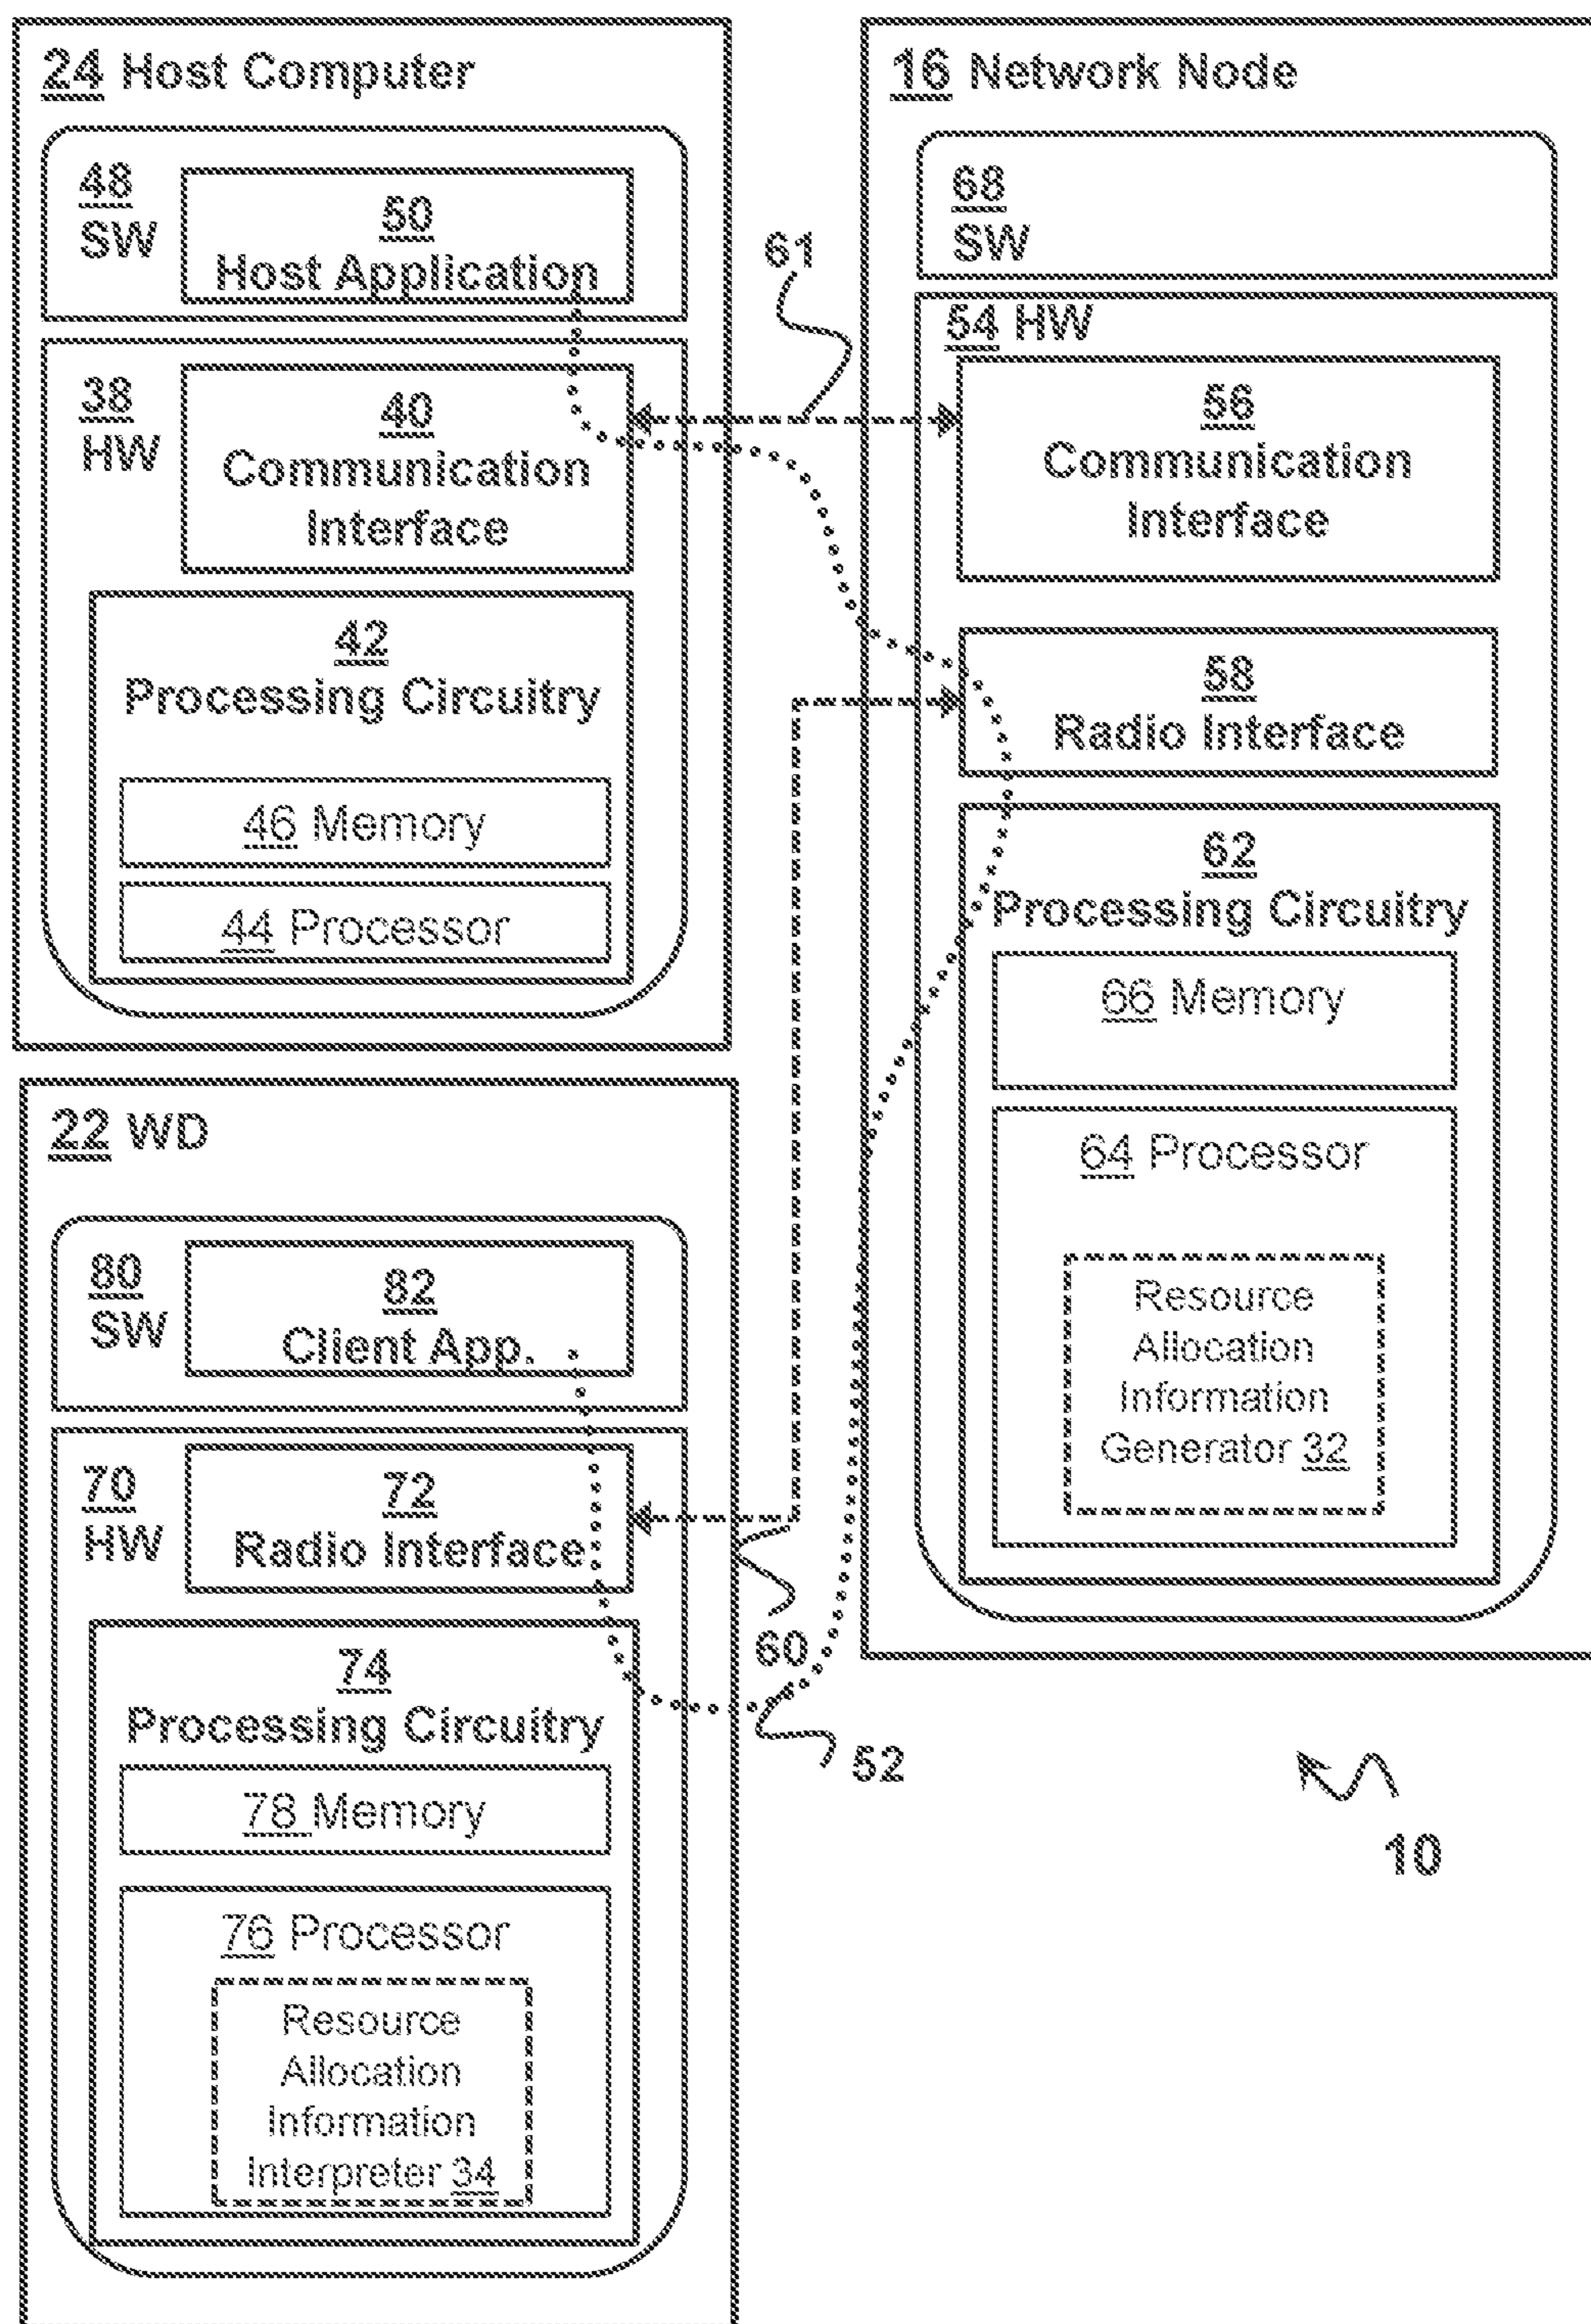 24 Host Computer
48
SW
50
Host Application
38
HW
40
Communication
Interface
42
Processing Circuitry
46 Memory
44 Processor
61
16 Network Node
68
SW
54 HW
56
Communication
Interface
58
Radio Interface
62
Processing Circuitry
66 Memory
64 Processor
Resource
Allocation
Information
Generator 32
22 WD
80
SW
82
Client App.
70
HW
72
Radio Interface
74
Processing Circuitry
78 Memory
76 Processor
Resource
Allocation
Information
Interpreter 34
60
52
10